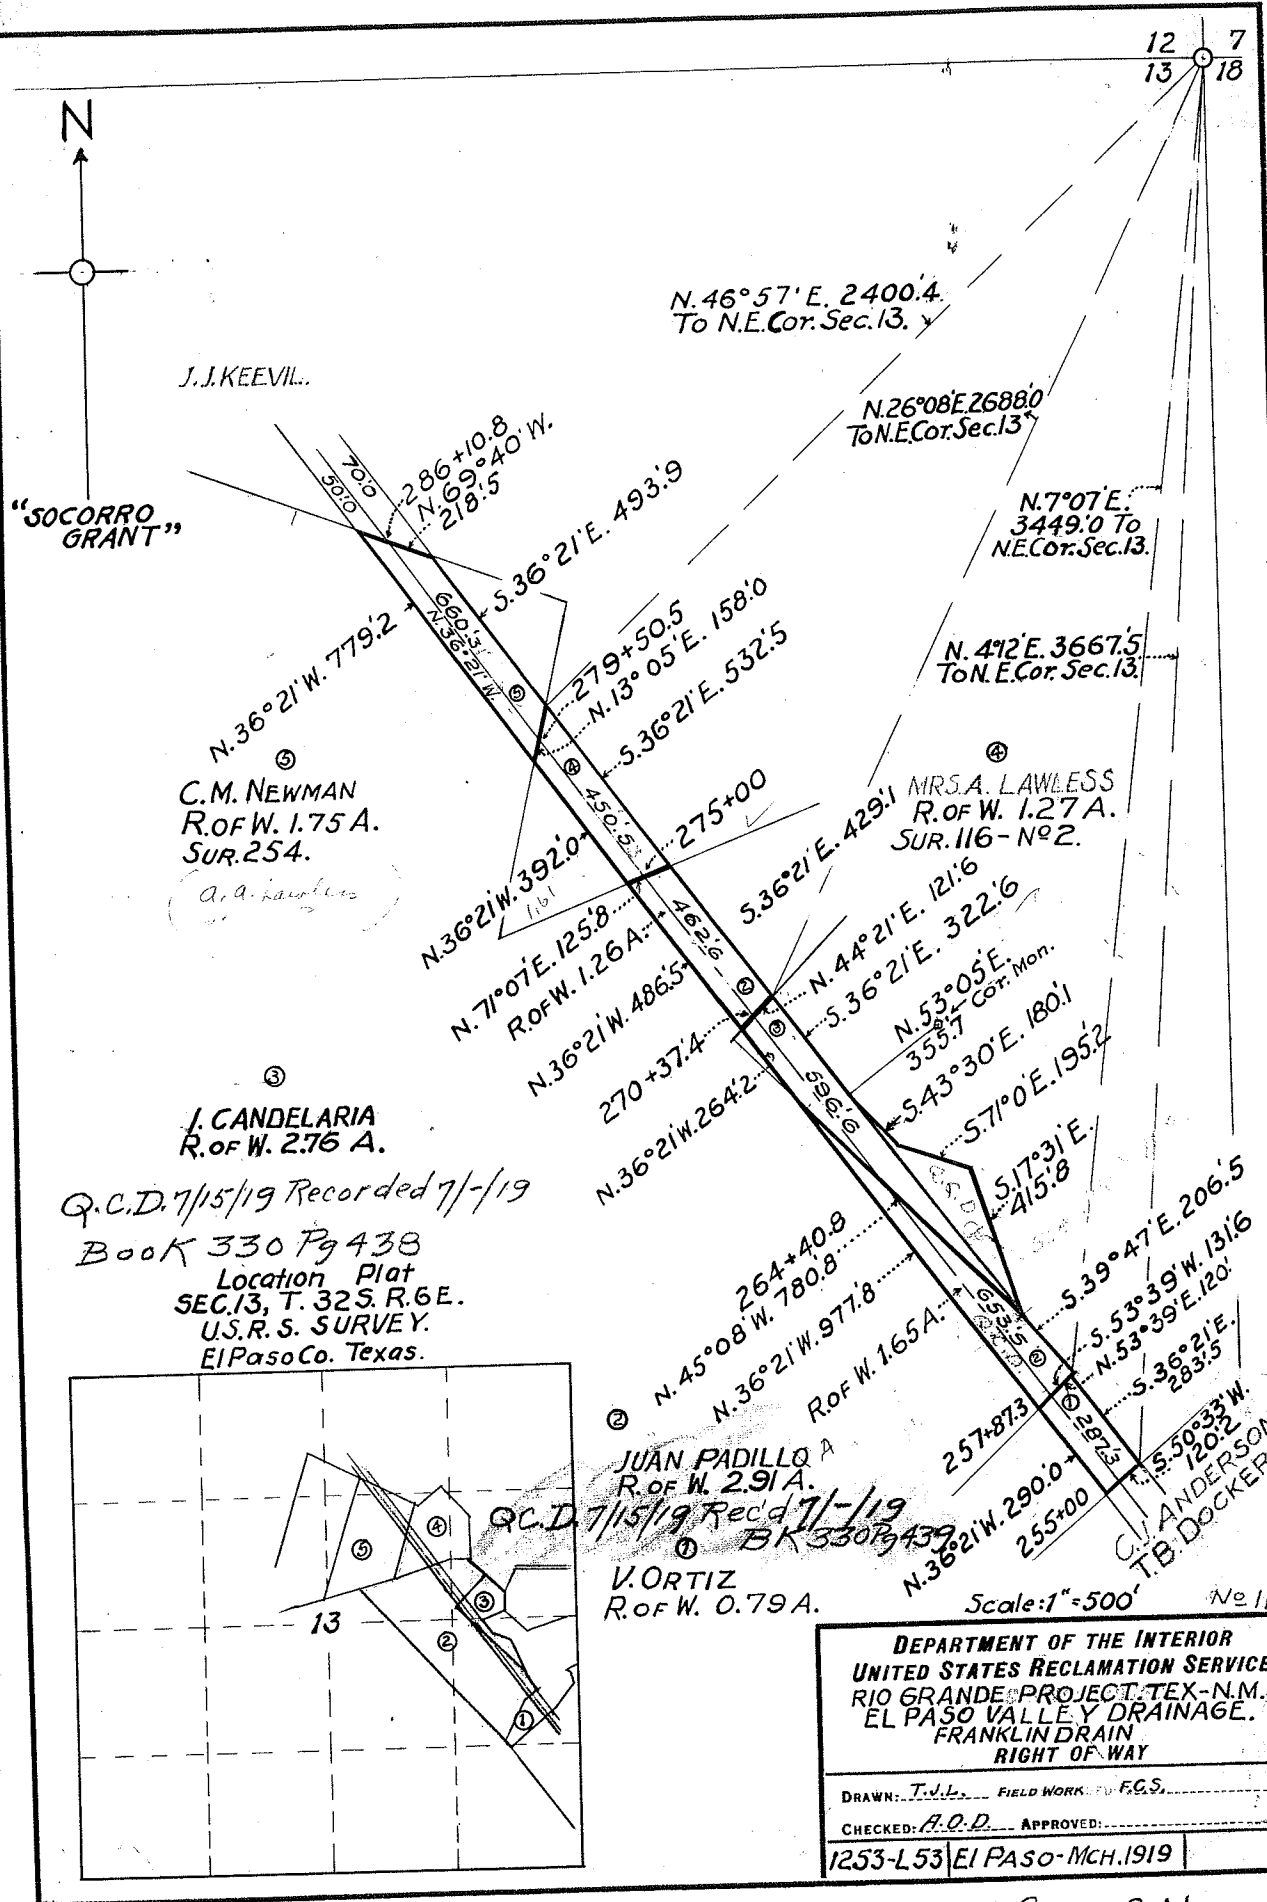 12 7
13 18
N
N.46°57'E. 2400.'4.
To N.E.Cor.Sec.13.
J.J.KEEVIL.
N.26°08'E.2688.'0
To N.E.Cor.Sec.13
"SOCORRO
GRANT"
70.'0
50.'0
286+10.8
N.69°40'W.
218.'5
S.36°21'E. 493.'9
N.7°07'E.
3449.'0 To
N.E.Cor.Sec.13.
660.'3
N.36°21'W.
N.36°21'W. 779.'2
279+50.5
N.13°05'E. 158.'0
S.36°21'E. 532.'5
N. 4°12'E. 3667.'5
To N.E.Cor. Sec.13.
⑤
④
⑤
C.M. NEWMAN
R.OF W. 1.75 A.
SUR. 254.
④
MRS. A. LAWLESS
R. OF W. 1.27 A.
SUR. 116 - Nº 2.
450.'5
275+00
N.36°21'W. 392.'0
1.61
N. 71°07'E. 125.'8
R.OF W. 1.26 A.
N.36°21'W. 486.'5
462.'6
S.36°21'E. 429.'1
②
③
N.44°21'E. 121.'6
S.36°21'E. 322.'6
N.53°05'E.
355.'7
Cor. Mon.
270+37.4
N.36°21'W.264.'2
596.'6
S.43°30'E. 180.'1
S.71°0'E.195.'2
S.17°31'E.
415.'8
③
I. CANDELARIA
R. OF W. 2.76 A.
Q.C.D. 7/15/19 Recorded 7/-/19
Book 330 Pg 438
264+40.8
N. 45°08'W. 780.'8
N.36°21'W. 977.'8
R.OF W. 1.65 A.
653.'5
②
S.39°47'E. 206.'5
S.53°39'W. 131.'6
N.53°39'E.120.'
S.36°21'E.
283.'5
257+87.3
①
287.'3
S.50°33'W.
120.'2
N.36°21'W. 290.'0
255+00
C.J. ANDERSON
T.B. DOCKER
②
JUAN PADILLO A
R. OF W. 2.91 A.
Q.C.D. 7/15/19 Rec'd 7/-/19
BK 330 Pg 439
①
V. ORTIZ
R. OF W. 0.79 A.
Location Plat
SEC.13, T. 32 S. R. 6 E.
U.S.R.S. SURVEY.
El Paso Co. Texas.
④
⑤
③
13
②
①
Scale: 1"=500'
DEPARTMENT OF THE INTERIOR
UNITED STATES RECLAMATION SERVICE
RIO GRANDE PROJECT. TEX-N.M.
EL PASO VALLEY DRAINAGE.
FRANKLIN DRAIN
RIGHT OF WAY
DRAWN: T.J.L. FIELD WORK F.C.S.
CHECKED: A.O.D. APPROVED:
1253-L53 El PASO-MCH.1919